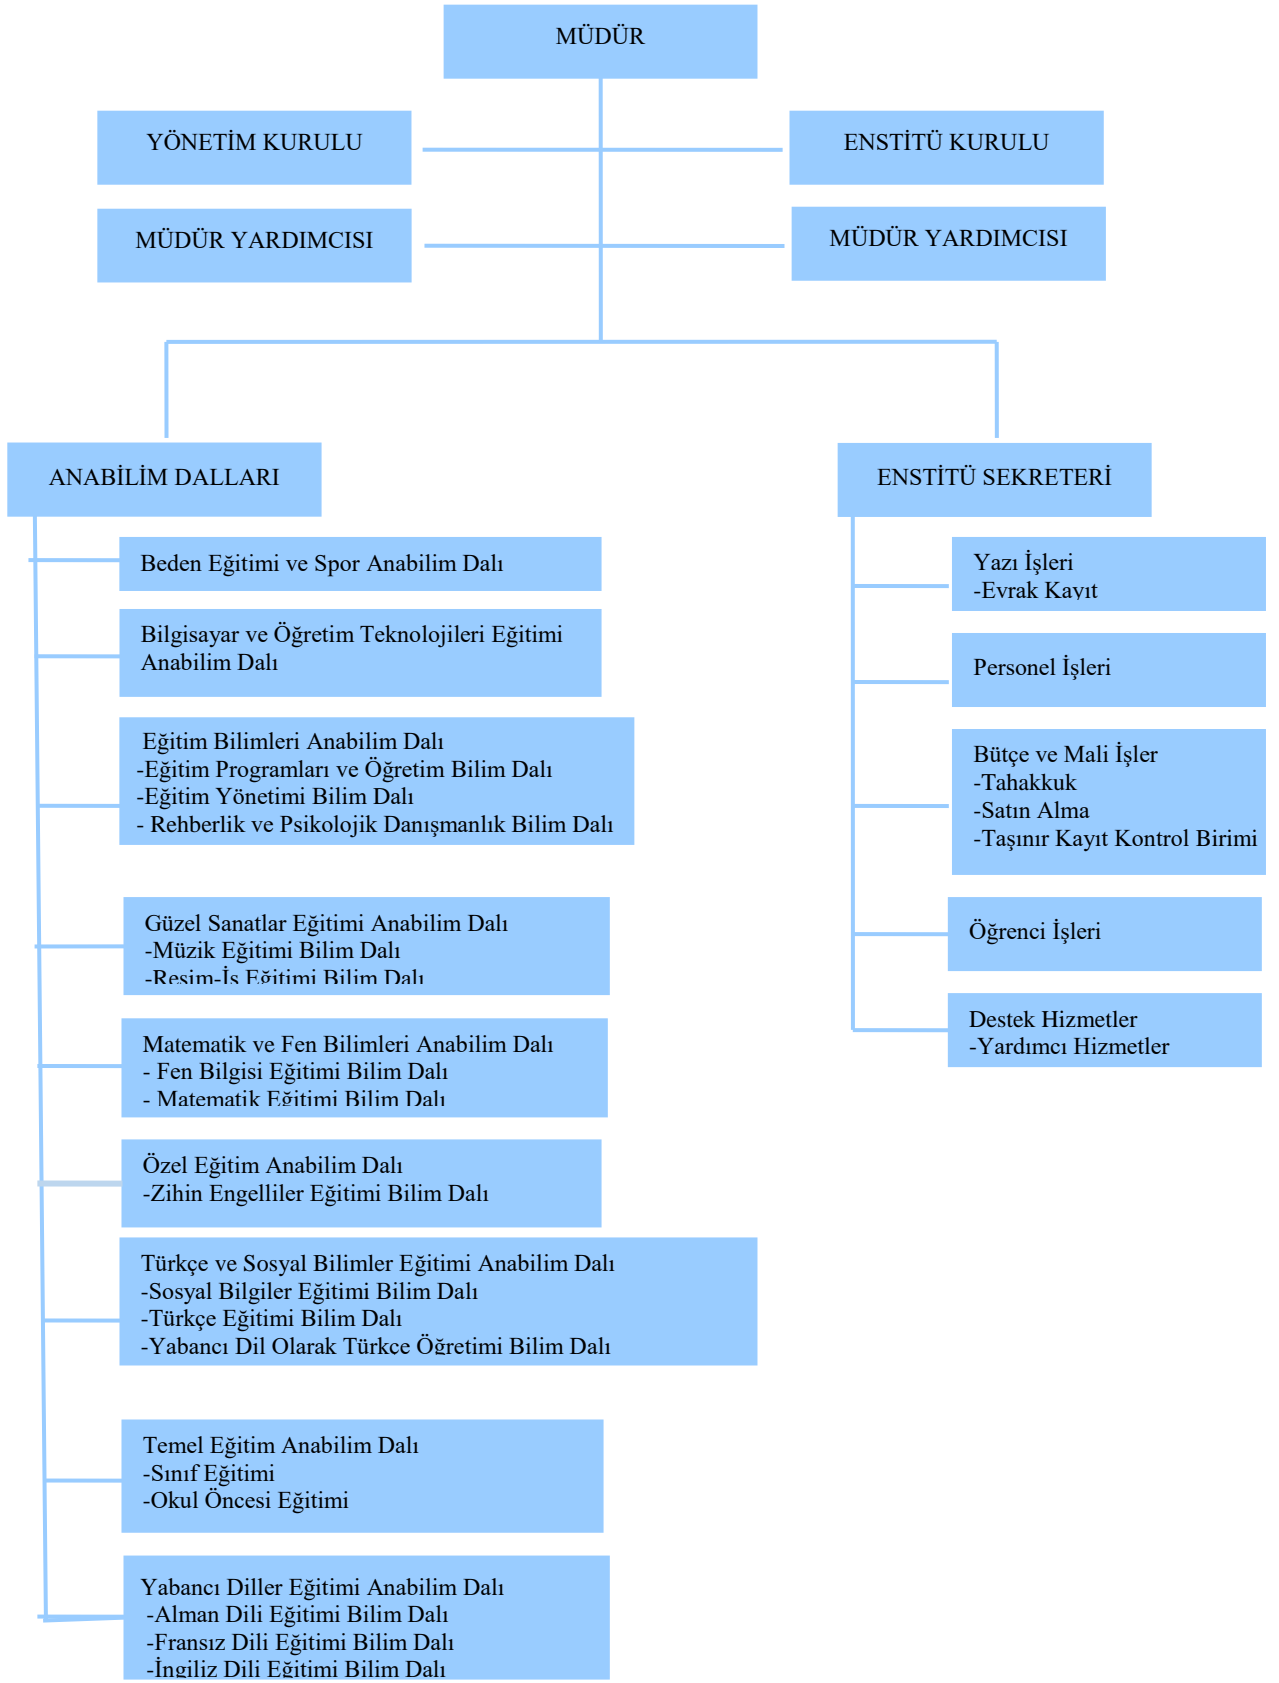 MÜDÜR
YÖNETİM KURULU
ENSTİTÜ KURULU
MÜDÜR YARDIMCISI
MÜDÜR YARDIMCISI
ANABİLİM DALLARI
ENSTİTÜ SEKRETERİ
Beden Eğitimi ve Spor Anabilim Dalı
Bilgisayar ve Öğretim Teknolojileri Eğitimi
Anabilim Dalı
Eğitim Bilimleri Anabilim Dalı
-Eğitim Programları ve Öğretim Bilim Dalı
-Eğitim Yönetimi Bilim Dalı
- Rehberlik ve Psikolojik Danışmanlık Bilim Dalı
Güzel Sanatlar Eğitimi Anabilim Dalı
-Müzik Eğitimi Bilim Dalı
-Resim-İş Eğitimi Bilim Dalı
Matematik ve Fen Bilimleri Anabilim Dalı
- Fen Bilgisi Eğitimi Bilim Dalı
- Matematik Eğitimi Bilim Dalı
Özel Eğitim Anabilim Dalı
-Zihin Engelliler Eğitimi Bilim Dalı
Türkçe ve Sosyal Bilimler Eğitimi Anabilim Dalı
-Sosyal Bilgiler Eğitimi Bilim Dalı
-Türkçe Eğitimi Bilim Dalı
-Yabancı Dil Olarak Türkçe Öğretimi Bilim Dalı
Temel Eğitim Anabilim Dalı
-Sınıf Eğitimi
-Okul Öncesi Eğitimi
Yabancı Diller Eğitimi Anabilim Dalı
-Alman Dili Eğitimi Bilim Dalı
-Fransız Dili Eğitimi Bilim Dalı
-İngiliz Dili Eğitimi Bilim Dalı
Yazı İşleri
-Evrak Kayıt
Personel İşleri
Bütçe ve Mali İşler
-Tahakkuk
-Satın Alma
-Taşınır Kayıt Kontrol Birimi
Öğrenci İşleri
Destek Hizmetler
-Yardımcı Hizmetler